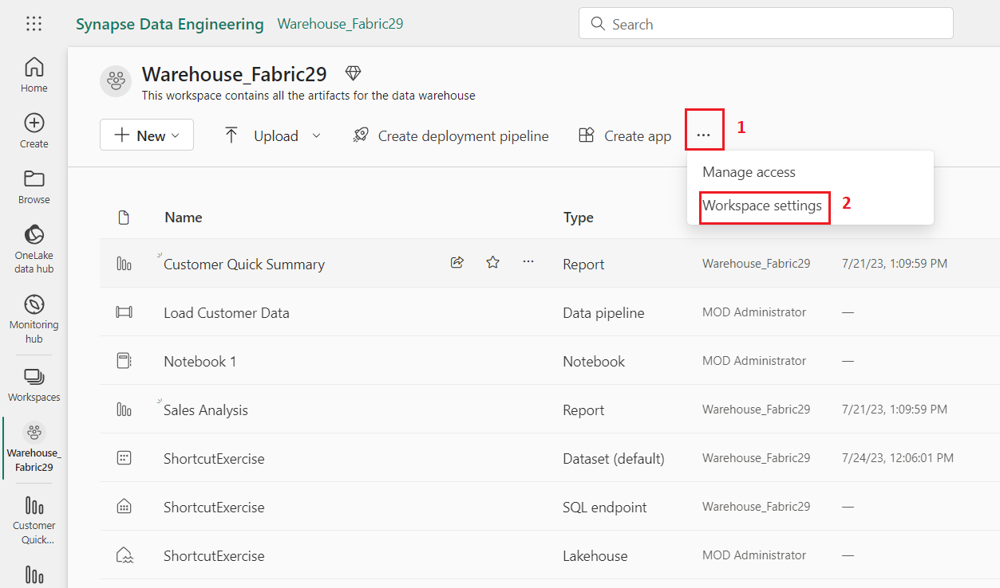 Synapse Data Engineering Warehouse_Fabric29
Search
Home
Create
Browse
OneLake
data hub
Monitoring
hub
Workspaces
Warehouse_
Fabric29
Customer
Quick...
Warehouse_Fabric29
This workspace contains all the artifacts for the data warehouse
New Upload Create deployment pipeline Create app ... 1
Manage access
Workspace settings 2
Name Type
Customer Quick Summary ... Report Warehouse_Fabric29 7/21/23, 1:09:59 PM
Load Customer Data Data pipeline MOD Administrator —
Notebook 1 Notebook MOD Administrator —
Sales Analysis Report Warehouse_Fabric29 7/21/23, 1:09:59 PM
ShortcutExercise Dataset (default) Warehouse_Fabric29 7/24/23, 12:06:01 PM
ShortcutExercise SQL endpoint Warehouse_Fabric29 —
ShortcutExercise Lakehouse MOD Administrator —